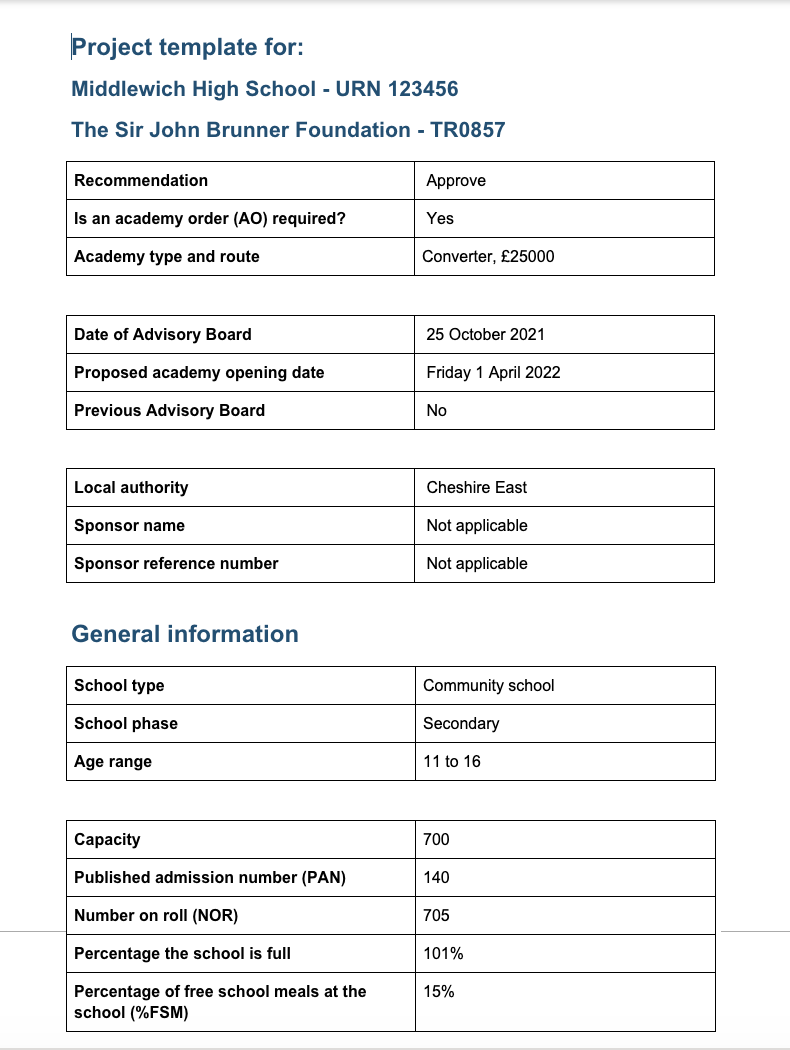 Project template for:
Middlewich High School - URN 123456
The Sir John Brunner Foundation - TR0857
Recommendation Approve
Is an academy order (AO) required? Yes
Academy type and route Converter, £25000
Date of Advisory Board 25 October 2021
Proposed academy opening date Friday 1 April 2022
Previous Advisory Board No
Local authority Cheshire East
Sponsor name Not applicable
Sponsor reference number Not applicable
General information
School type Community school
School phase Secondary
Age range 11 to 16
Capacity 700
Published admission number (PAN) 140
Number on roll (NOR) 705
Percentage the school is full 101%
Percentage of free school meals at the 15%
school (%FSM)